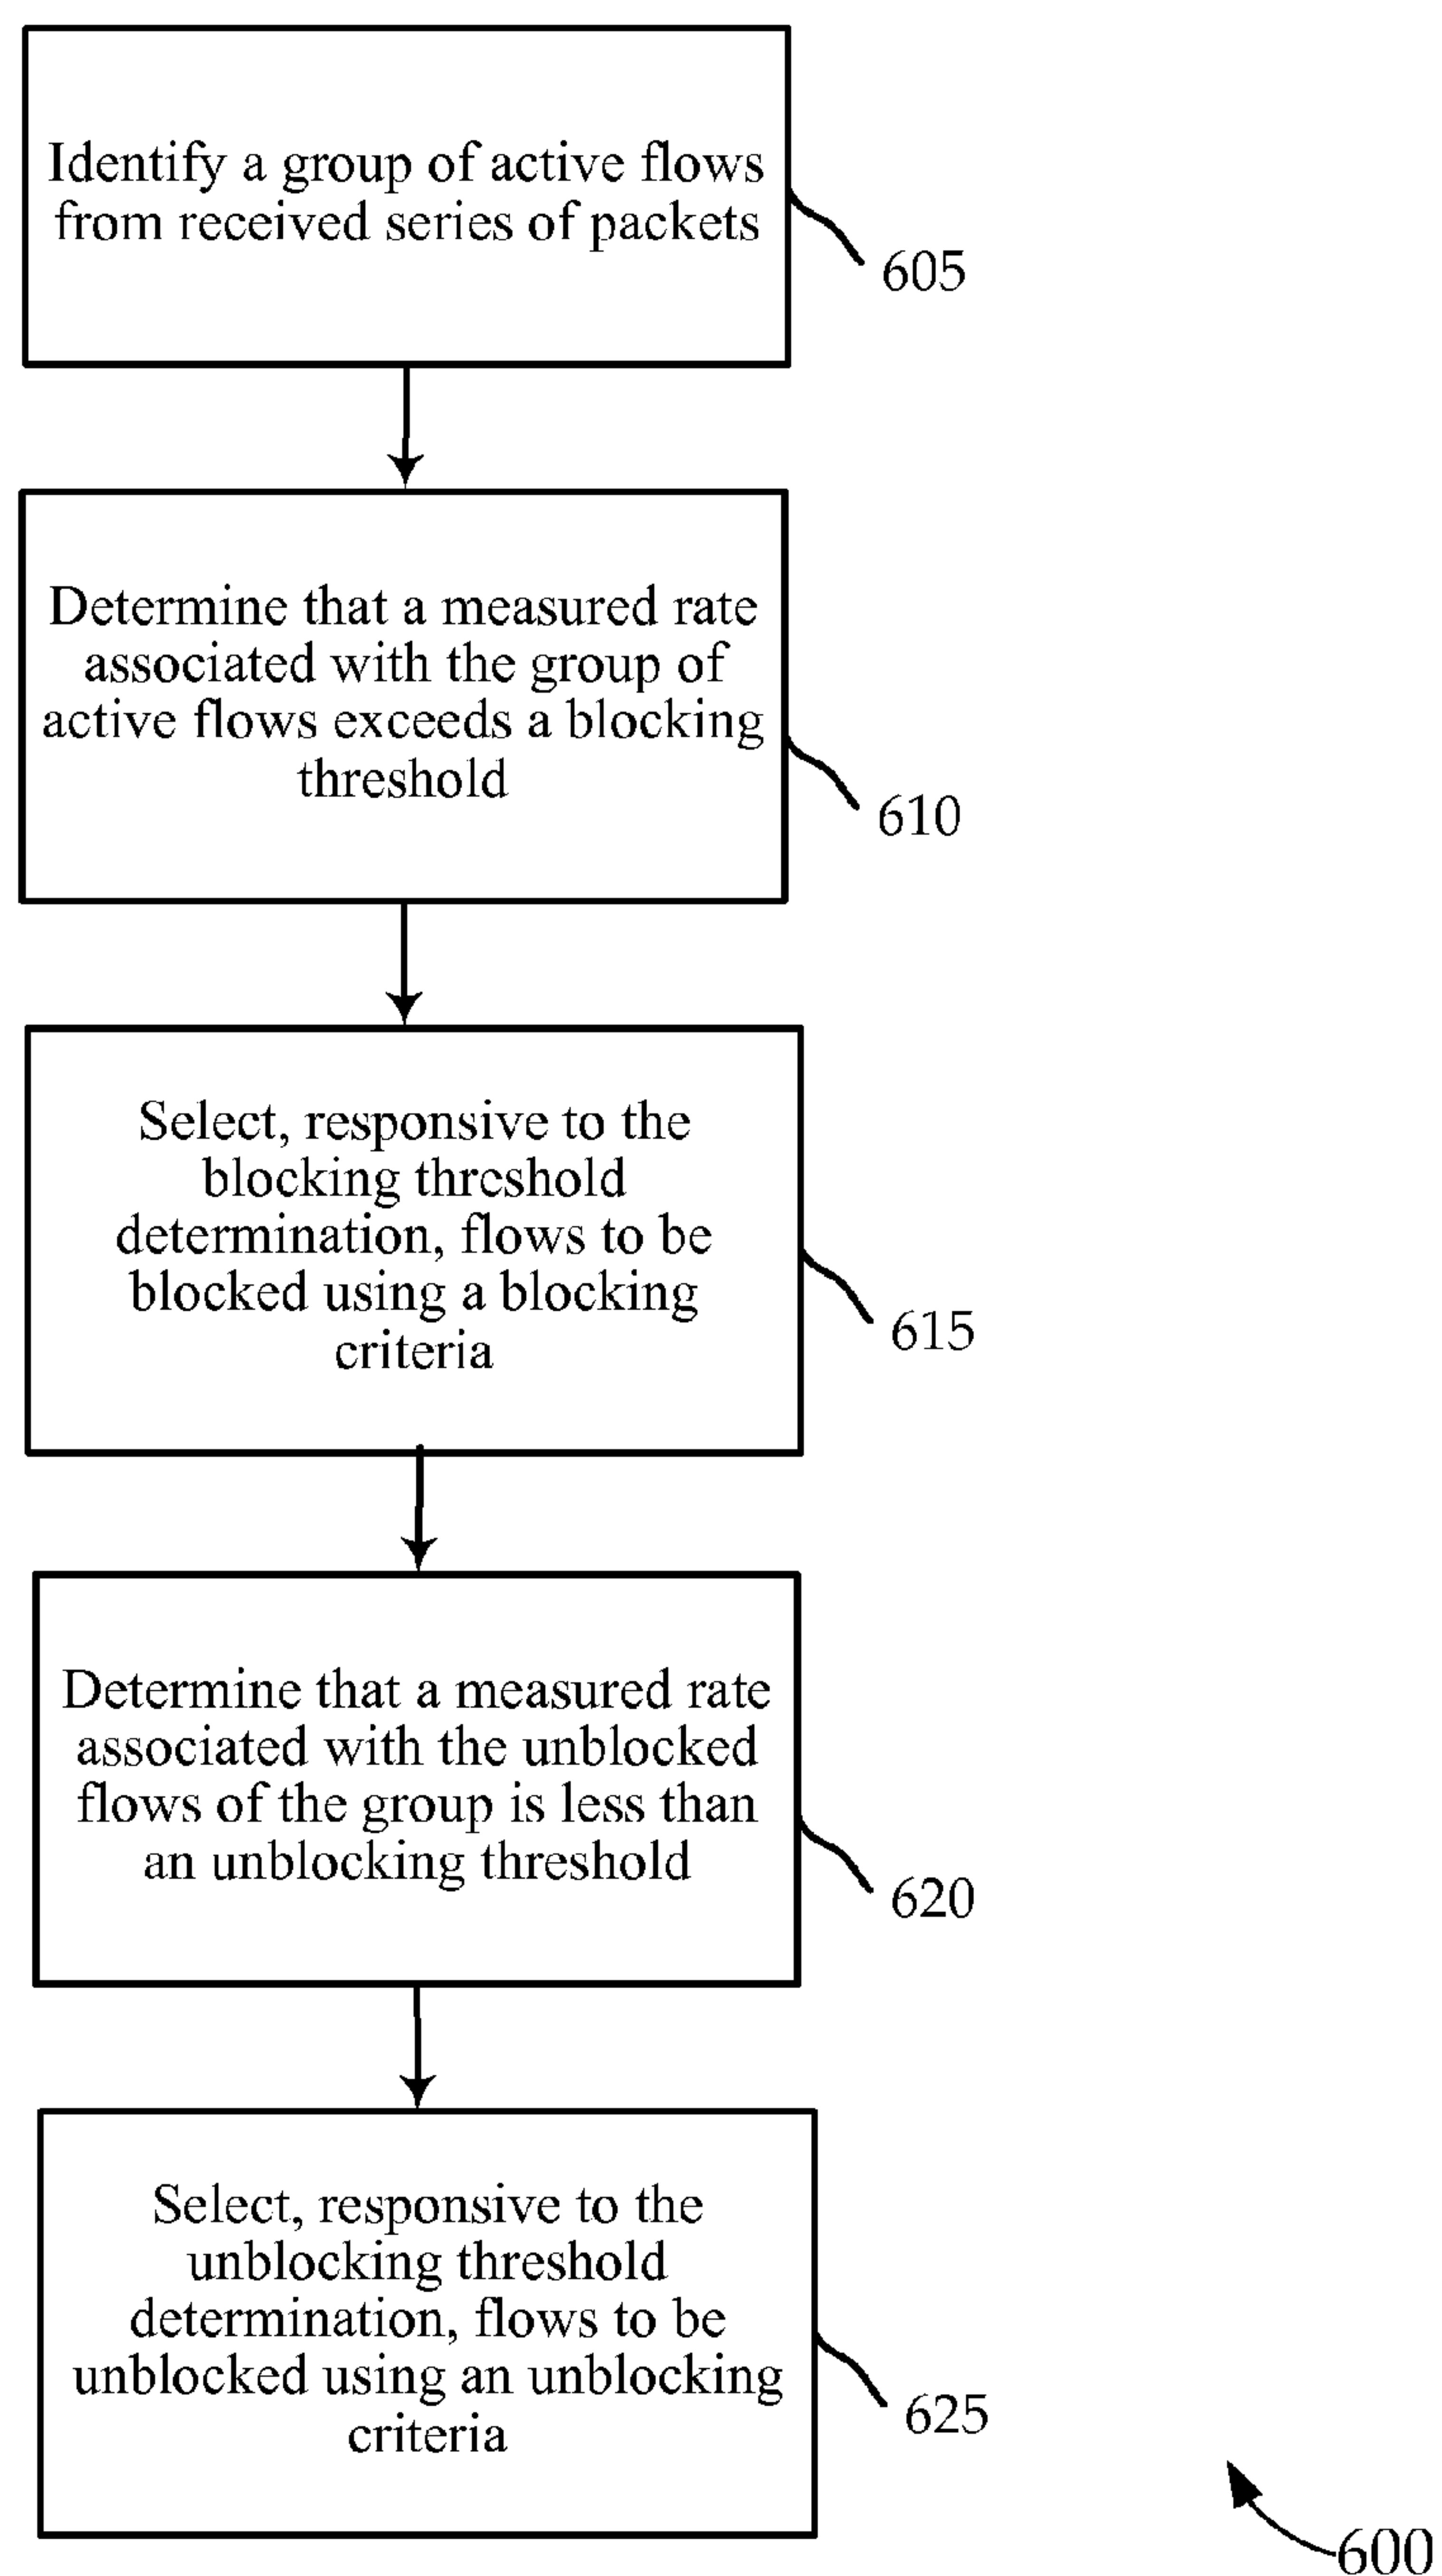 Identify a group of active flows
from received series of packets
605
Determine that a measured rate
associated with the group of
active flows exceeds a blocking
threshold
610
Select, responsive to the
blocking threshold
determination, flows to be
blocked using a blocking
criteria
615
Determine that a measured rate
associated with the unblocked
flows of the group is less than
an unblocking threshold
620
Select, responsive to the
unblocking threshold
determination, flows to be
unblocked using an unblocking
criteria
625
600